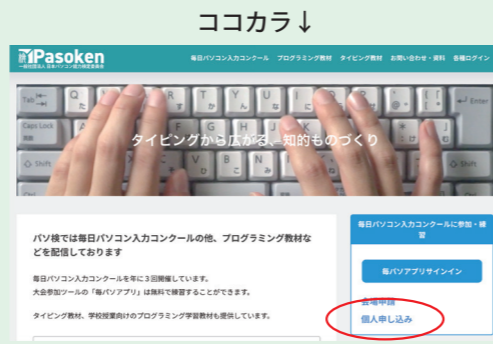 ココカラ↓
Pasoken
一般社団法人 日本パソコン能力検定委員会
毎日パソコン入力コンクール プログラミング教材 タイピング教材 お問い合わせ・資料 各種ログイン
タイピングから広がる、知的ものづくり
パソ検では毎日パソコン入力コンクールの他、プログラミング教材な
どを配信しております
毎日パソコン入力コンクールを年に3回開催しています。
大会参加ツールの「毎パソアプリ」は無料で練習することができます。
タイピング教材、学校授業向けのプログラミング学習教材も提供しています。
毎日パソコン入力コンクールに参加・練
習
毎パソアプリサインイン
会場申請
個人申し込み